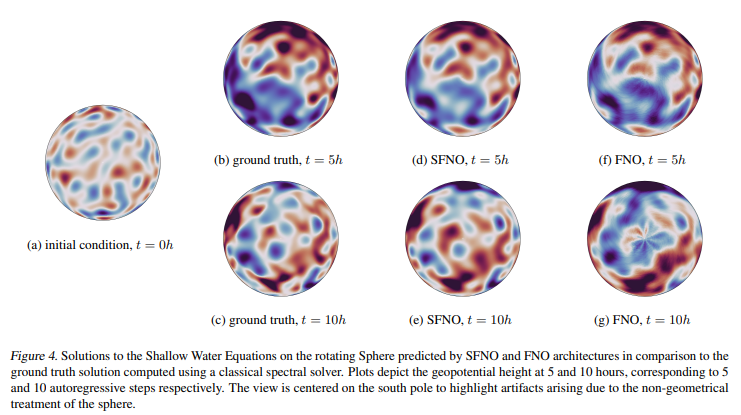 (b) ground truth, t = 5h
(d) SFNO, t = 5h
(f) FNO, t = 5h
(a) initial condition, t = 0h
(c) ground truth, t = 10h
(e) SFNO, t = 10h
(g) FNO, t = 10h
Figure 4. Solutions to the Shallow Water Equations on the rotating Sphere predicted by SFNO and FNO architectures in comparison to the
ground truth solution computed using a classical spectral solver. Plots depict the geopotential height at 5 and 10 hours, corresponding to 5
and 10 autoregressive steps respectively. The view is centered on the south pole to highlight artifacts arising due to the non-geometrical
treatment of the sphere.